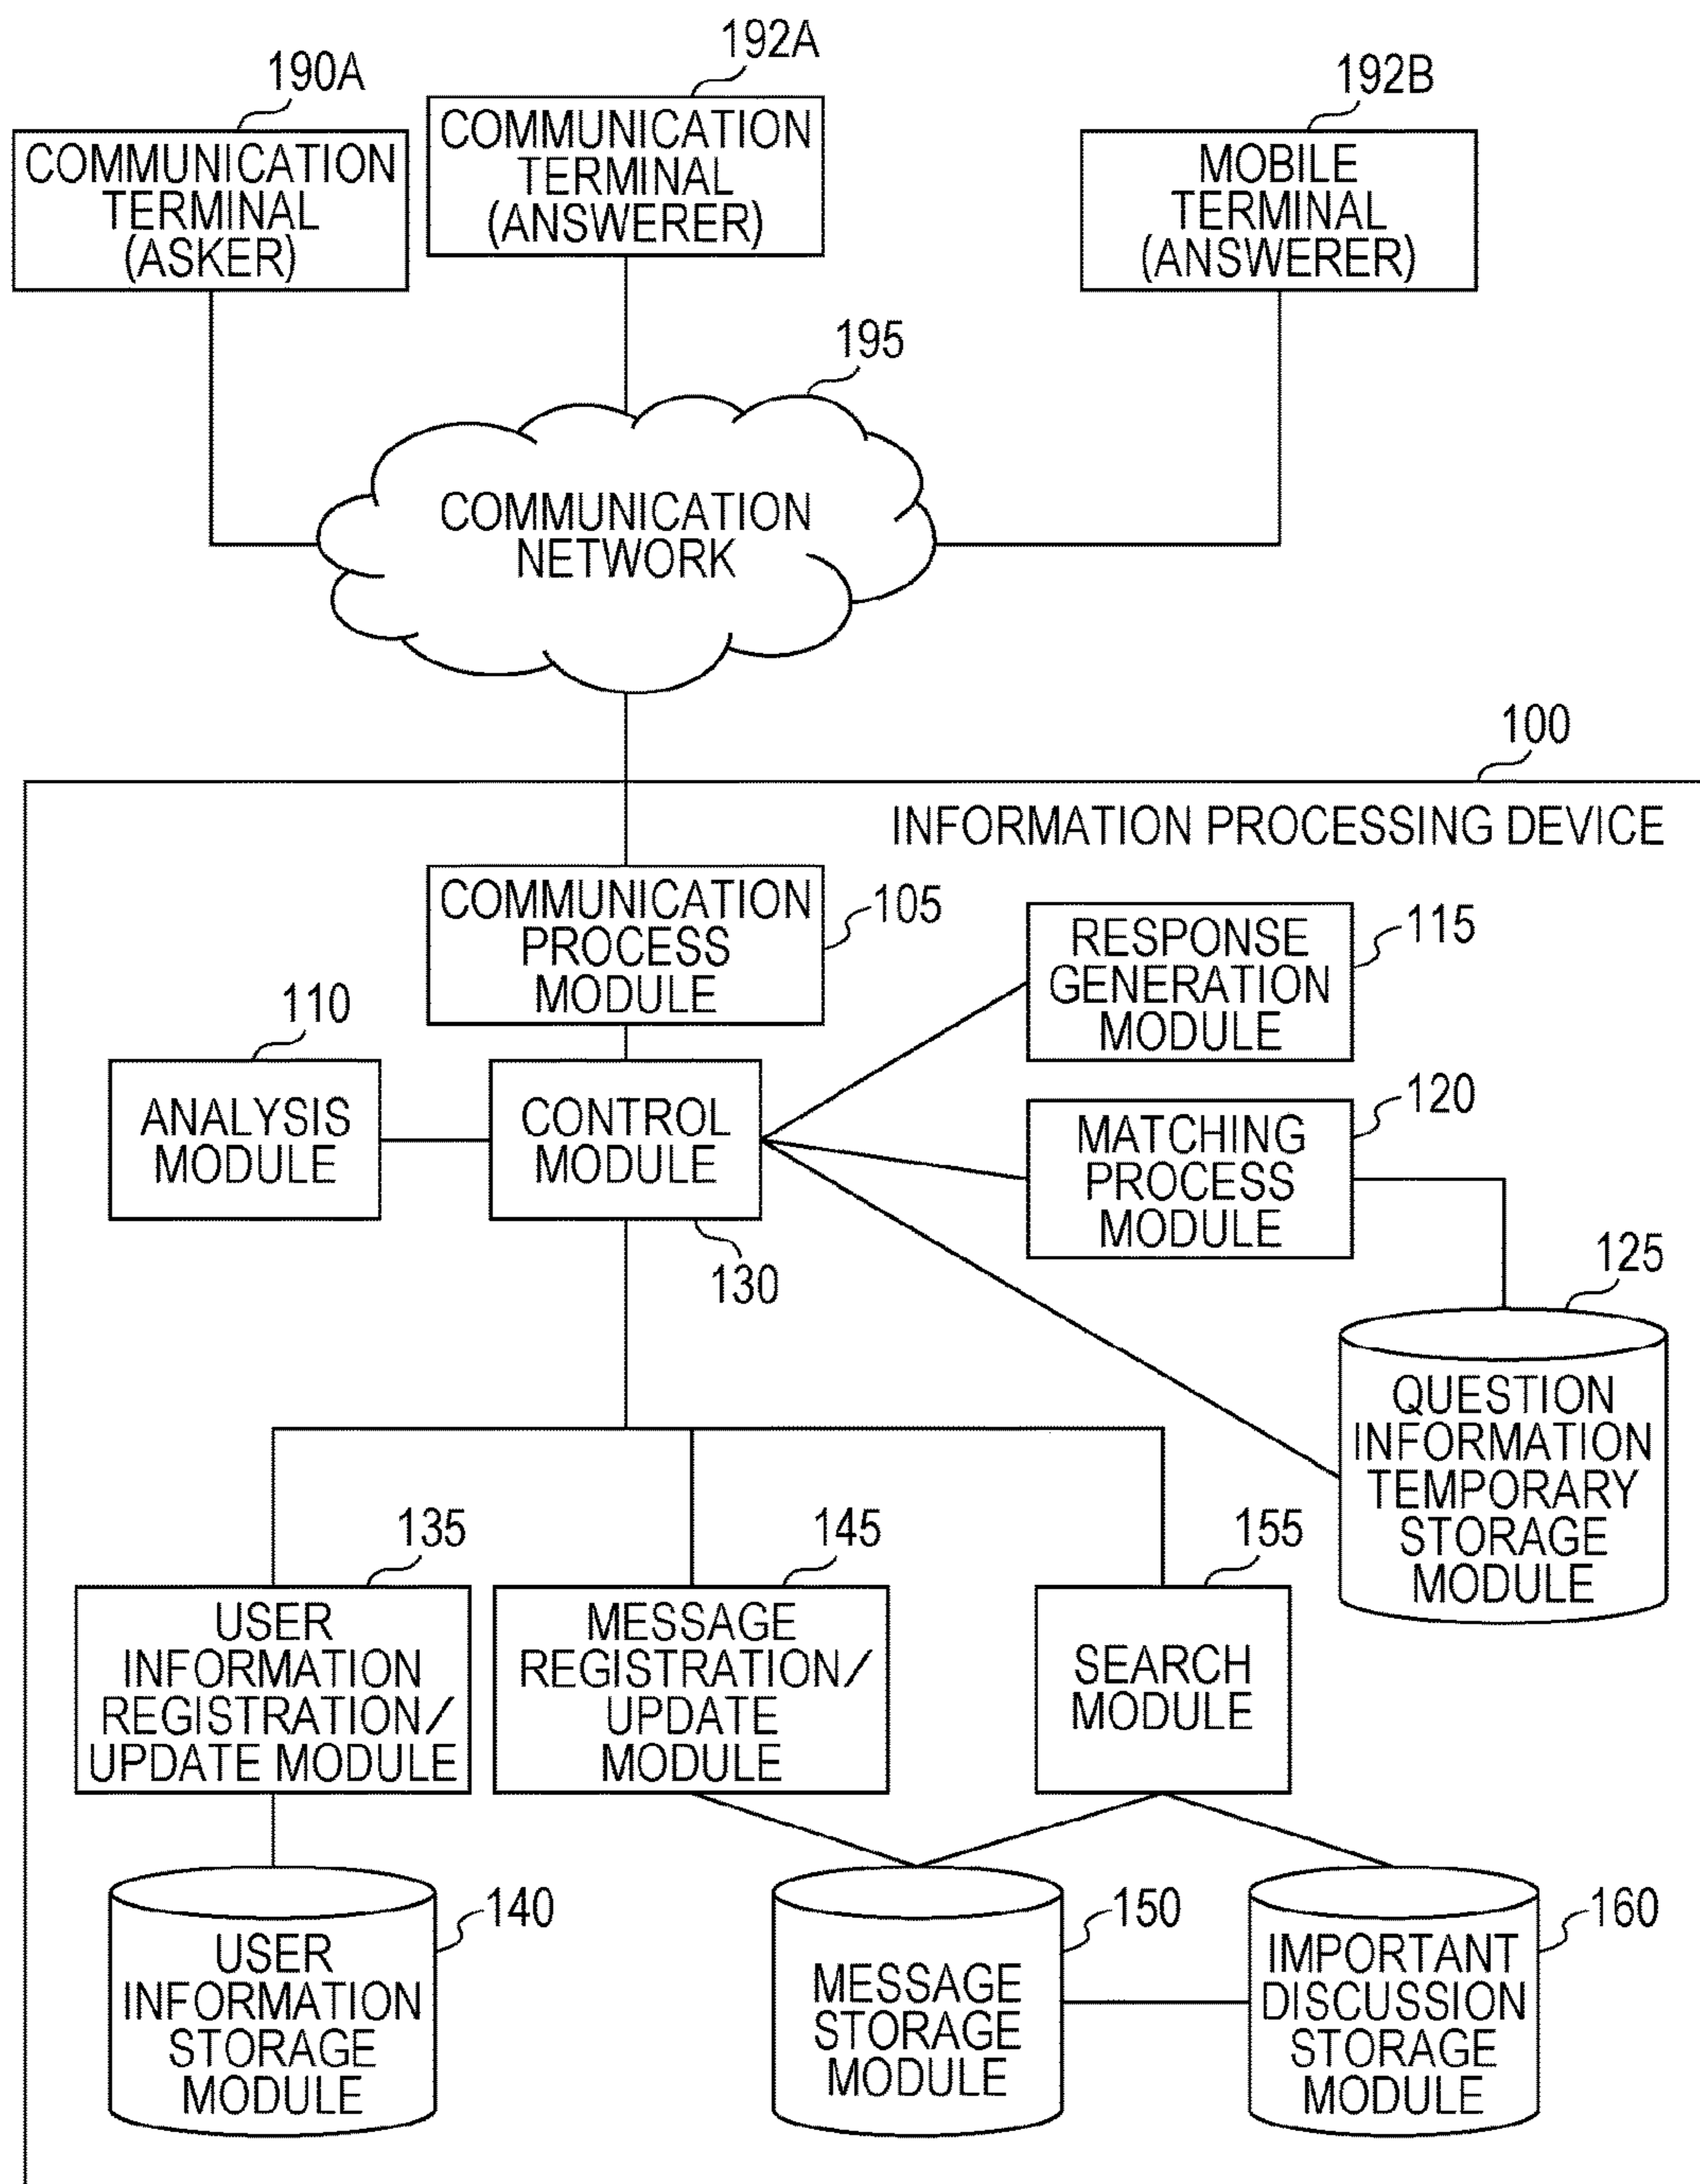 190A
COMMUNICATION
TERMINAL
(ASKER)
192A
COMMUNICATION
TERMINAL
(ANSWERER)
192B
MOBILE
TERMINAL
(ANSWERER)
195
COMMUNICATION
NETWORK
100
INFORMATION PROCESSING DEVICE
COMMUNICATION
PROCESS
MODULE
105
RESPONSE
GENERATION
MODULE
115
110
ANALYSIS
MODULE
CONTROL
MODULE
130
MATCHING
PROCESS
MODULE
120
125
QUESTION
INFORMATION
TEMPORARY
STORAGE
MODULE
135
USER
INFORMATION
REGISTRATION/
UPDATE MODULE
145
MESSAGE
REGISTRATION/
UPDATE
MODULE
155
SEARCH
MODULE
USER
INFORMATION
STORAGE
MODULE
140
MESSAGE
STORAGE
MODULE
150
IMPORTANT
DISCUSSION
STORAGE
MODULE
160